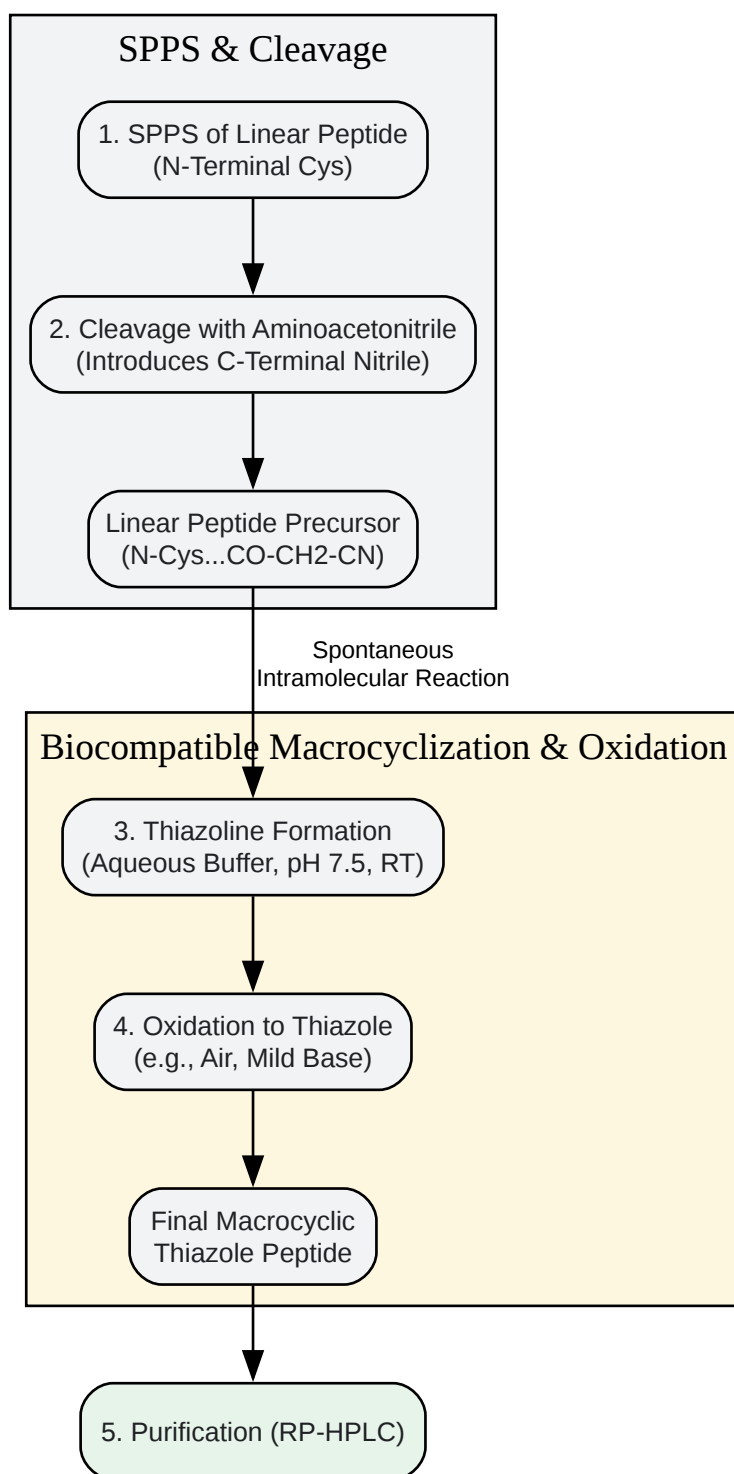 SPPS & Cleavage
1. SPPS of Linear Peptide
(N-Terminal Cys)
2. Cleavage with Aminoacetonitrile
(Introduces C-Terminal Nitrile)
Linear Peptide Precursor
(N-Cys...CO-CH2-CN)
Spontaneous
Intramolecular Reaction
Biocompatible Macrocyclization & Oxidation
3. Thiazoline Formation
(Aqueous Buffer, pH 7.5, RT)
4. Oxidation to Thiazole
(e.g., Air, Mild Base)
Final Macrocyclic
Thiazole Peptide
5. Purification (RP-HPLC)